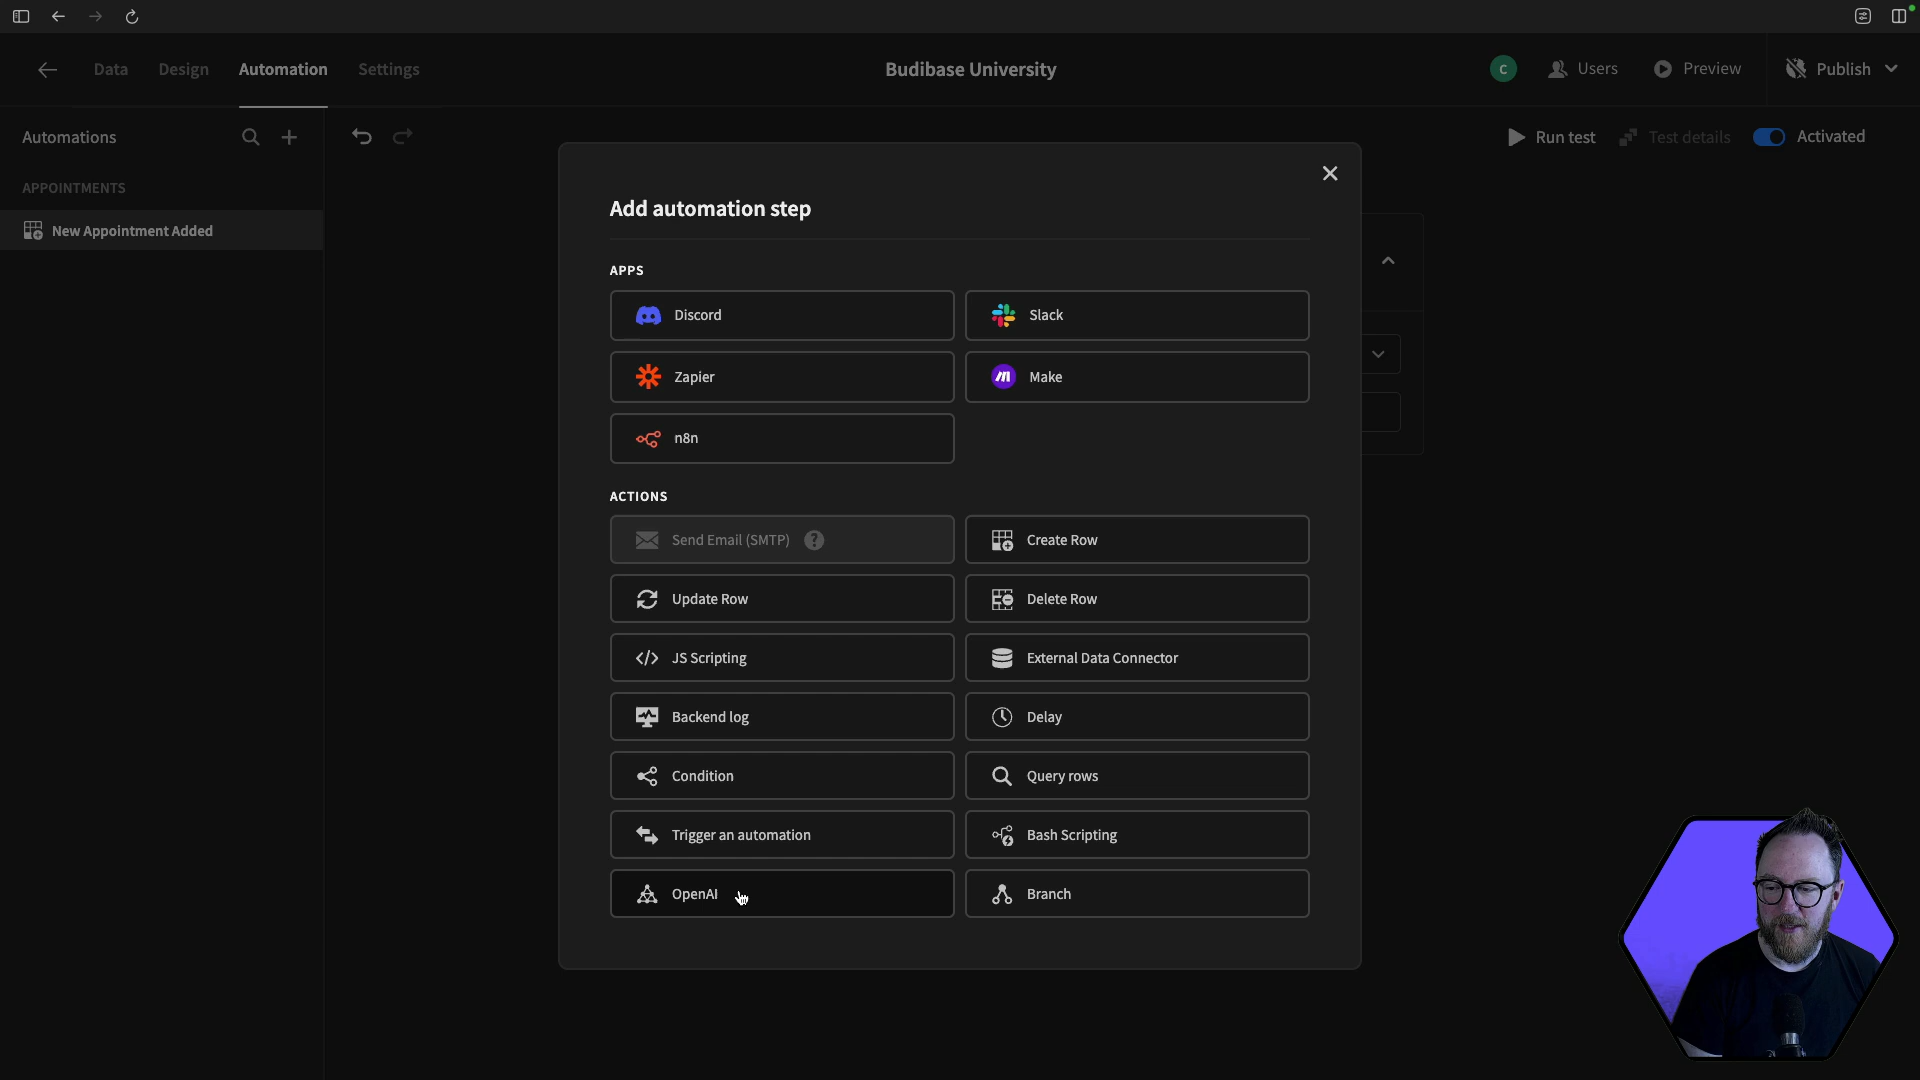 Data
Design
Automation
Settings
Budibase University
C
Users
Preview
Publish
Automations
Run test
Test details
Activated
APPOINTMENTS
New Appointment Added
Add automation step
APPS
Discord
Slack
Zapier
Make
n8n
ACTIONS
Send Email (SMTP) ?
Create Row
Update Row
Delete Row
JS Scripting
External Data Connector
Backend log
Delay
Condition
Query rows
Trigger an automation
Bash Scripting
OpenAI
Branch